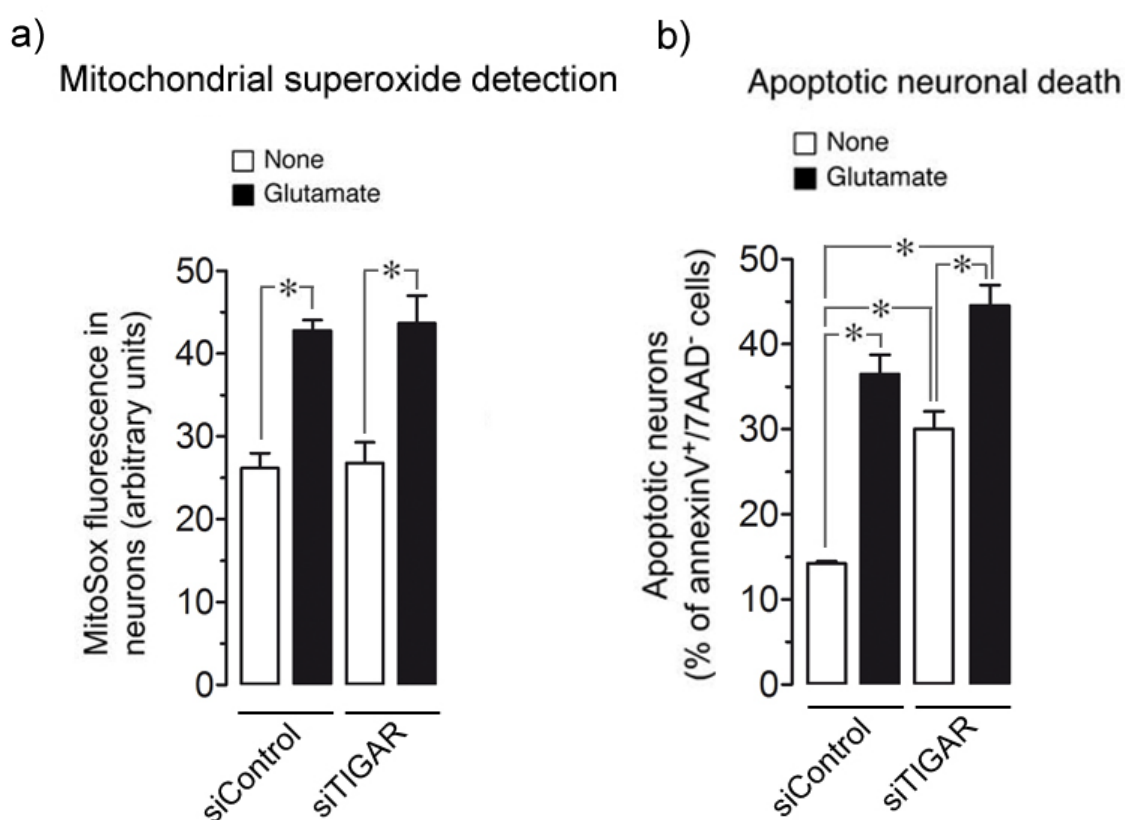 a)
Mitochondrial superoxide detection
None
Glutamate
MitoSox fluorescence in
neurons (arbitrary units)
50
40
30
20
10
0
*
*
siControl
siTIGAR
b)
Apoptotic neuronal death
None
Glutamate
Apoptotic neurons
(% of annexinV⁺/7AAD⁻ cells)
50
40
30
20
10
0
*
*
*
*
siControl
siTIGAR